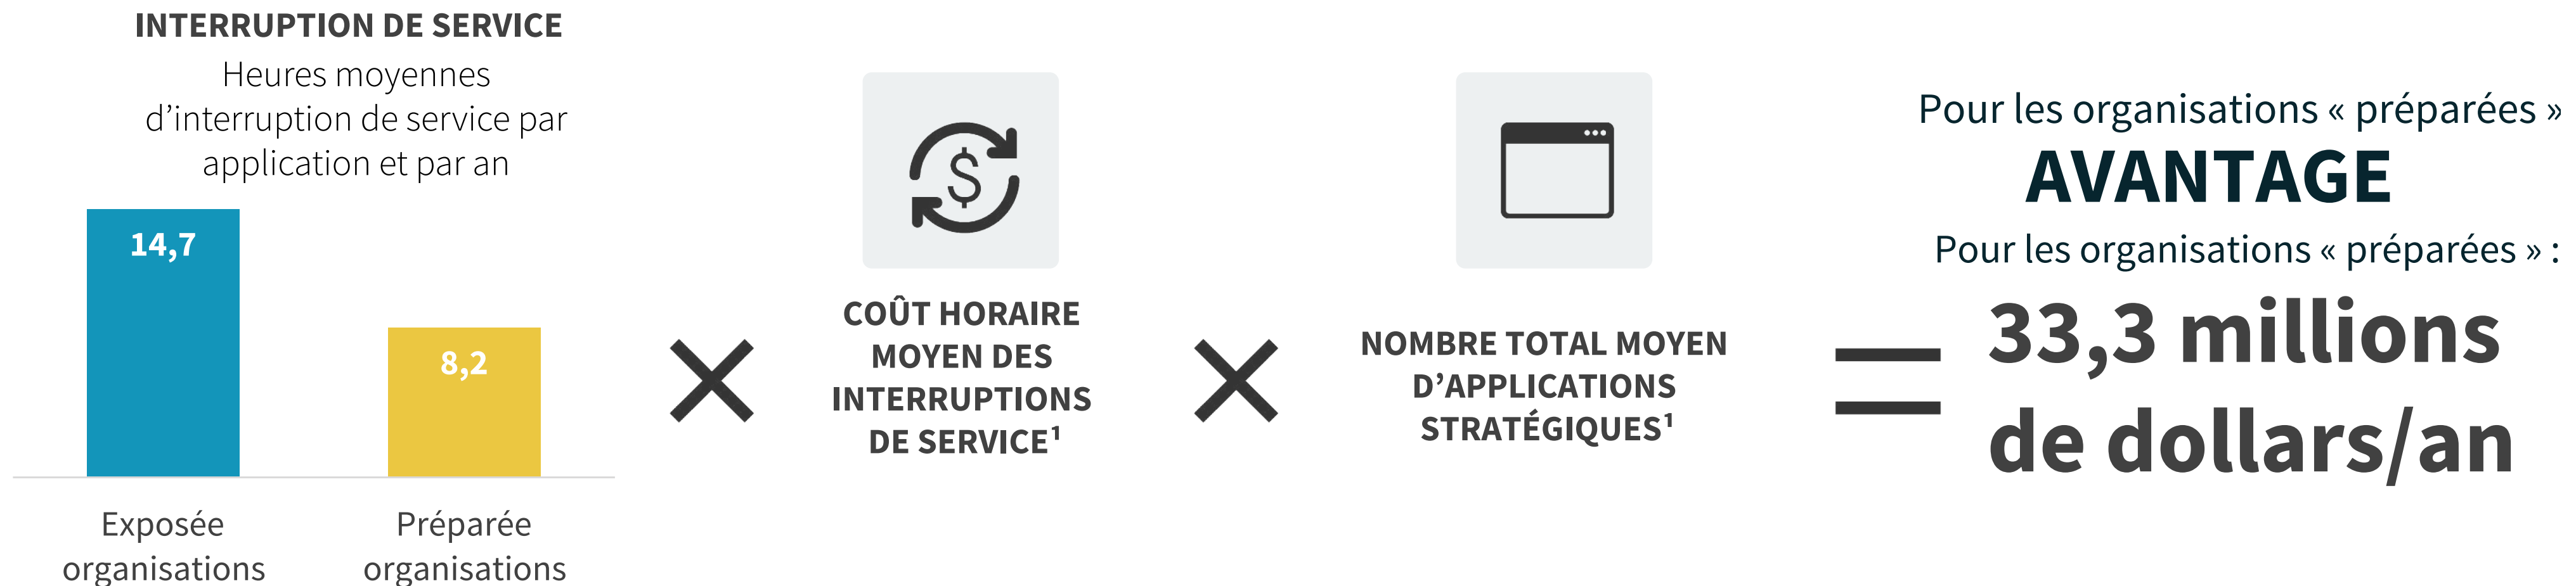 INTERRUPTION DE SERVICE
Heures moyennes
d’interruption de service par
application et par an
14,7
8,2
Exposée
organisations
Préparée
organisations
$
COÛT HORAIRE
MOYEN DES
INTERRUPTIONS
DE SERVICE¹
NOMBRE TOTAL MOYEN
D’APPLICATIONS
STRATÉGIQUES¹
=
Pour les organisations « préparées »
AVANTAGE
Pour les organisations « préparées » :
33,3 millions
de dollars/an